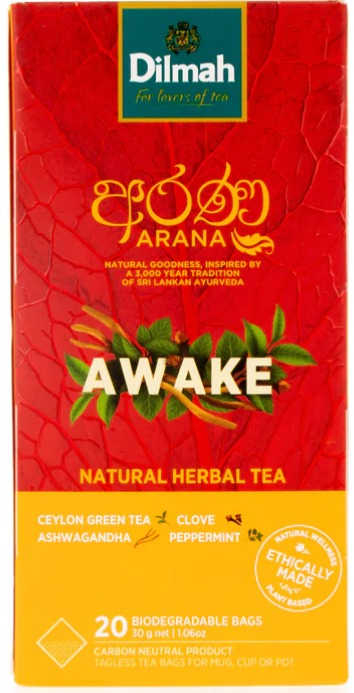 Dilmah
For lovers of tea
අරණ
ARANA
NATURAL GOODNESS, INSPIRED BY
A 3,000 YEAR TRADITION
OF SRI LANKAN AYURVEDA
AWAKE
NATURAL HERBAL TEA
CEYLON GREEN TEA CLOVE
ASHWAGANDHA PEPPERMINT
NATURAL WELLNESS
ETHICALLY
MADE
PLANT BASED
20 BIODEGRADABLE BAGS
30 g net | 1.06oz
CARBON NEUTRAL PRODUCT
TAGLESS TEA BAGS FOR MUG, CUP OR POT